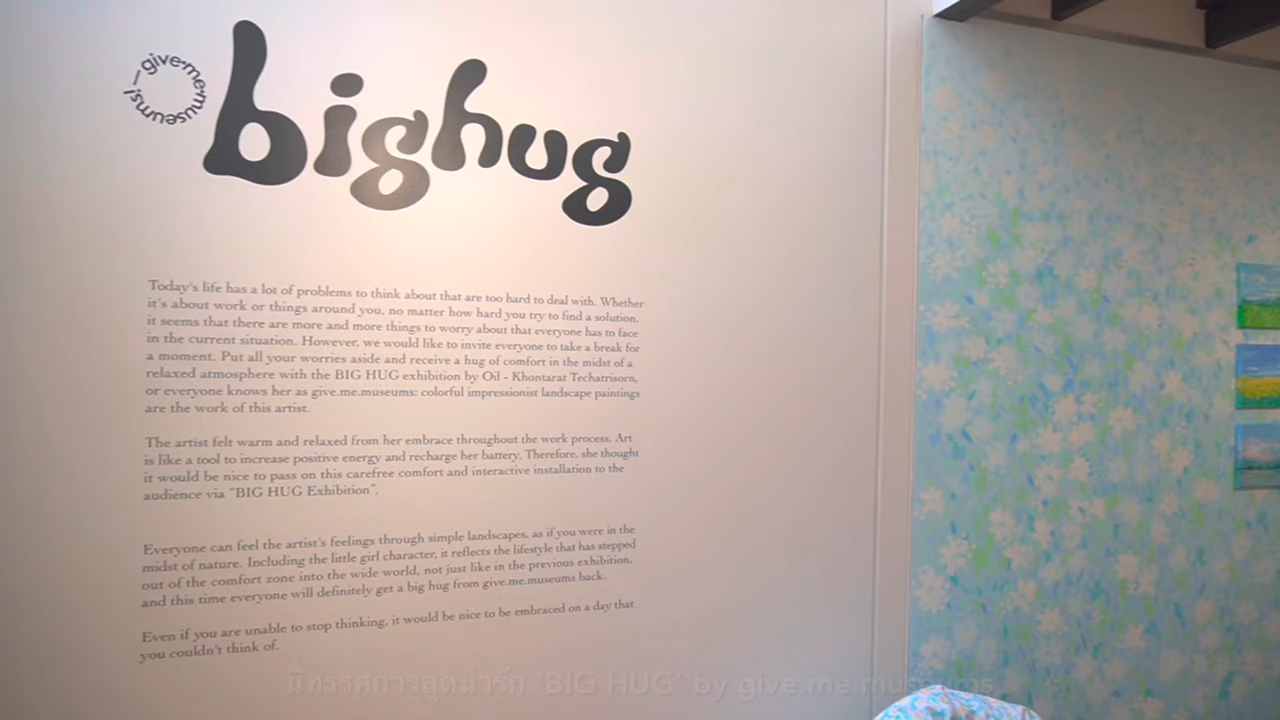 give.me.museums!—
bighug
Today's life has a lot of problems to think about that are too hard to deal with. Whether
it's about work or things around you, no matter how hard you try to find a solution,
it seems that there are more and more things to worry about that everyone has to face
in the current situation. However, we would like to invite everyone to take a break for
a moment. Put all your worries aside and receive a hug of comfort in the midst of a
relaxed atmosphere with the BIG HUG exhibition by Oil - Khontarat Techatrisorn,
or everyone knows her as give.me.museums: colorful impressionist landscape paintings
are the work of this artist.
The artist felt warm and relaxed from her embrace throughout the work process. Art
is like a tool to increase positive energy and recharge her battery. Therefore, she thought
it would be nice to pass on this carefree comfort and interactive installation to the
audience via "BIG HUG Exhibition".
Everyone can feel the artist's feelings through simple landscapes, as if you were in the
midst of nature. Including the little girl character, it reflects the lifestyle that has stepped
out of the comfort zone into the wide world, not just like in the previous exhibition,
and this time everyone will definitely get a big hug from give.me.museums back.
Even if you are unable to stop thinking, it would be nice to be embraced on a day that
you couldn't think of.
นิทรรศการสุดน่ารัก 'BIG HUG' by give.me.museums